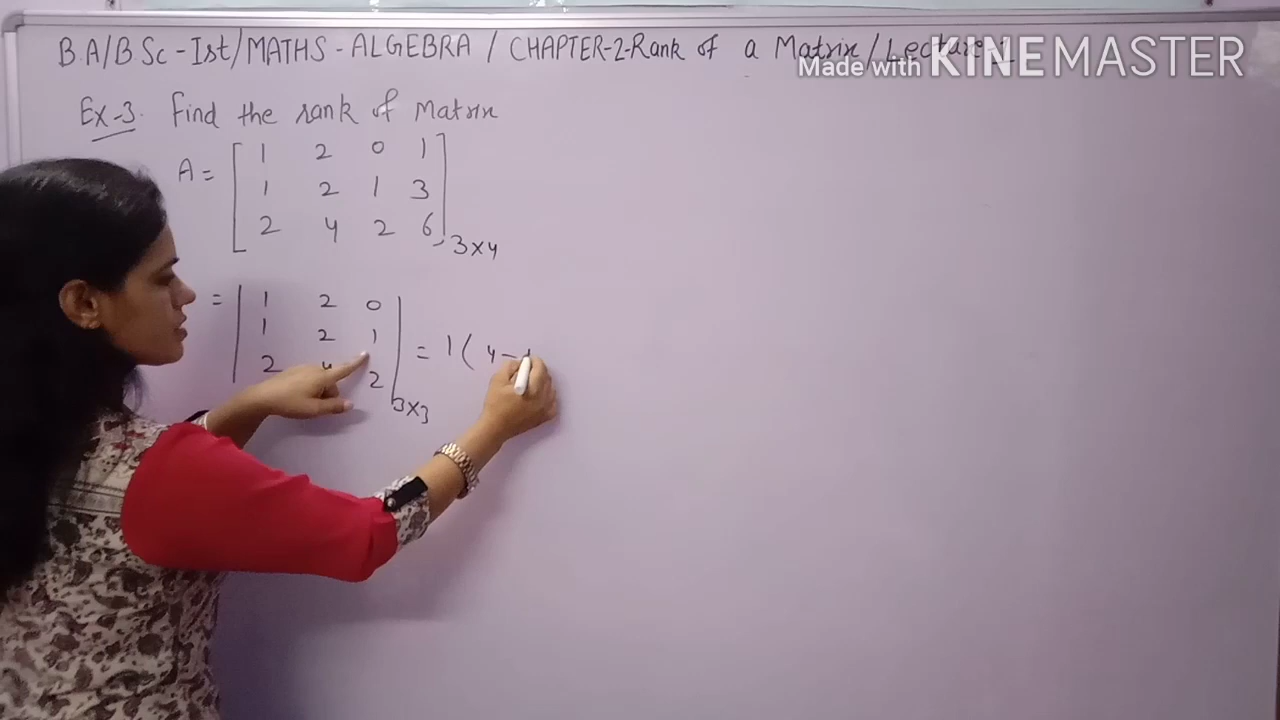 B.A/B.Sc-Ist/MATHS-ALGEBRA/CHAPTER-2-Rank of a Matrix/Lecture-1
Made with KINEMASTER
Ex-3. Find the rank of Matrix
A = [ 1 2 0 1
1 2 1 3
2 4 2 6 ] 3x4
= | 1 2 0
1 2 1
2 4 2 | 3x3 = 1( 4-